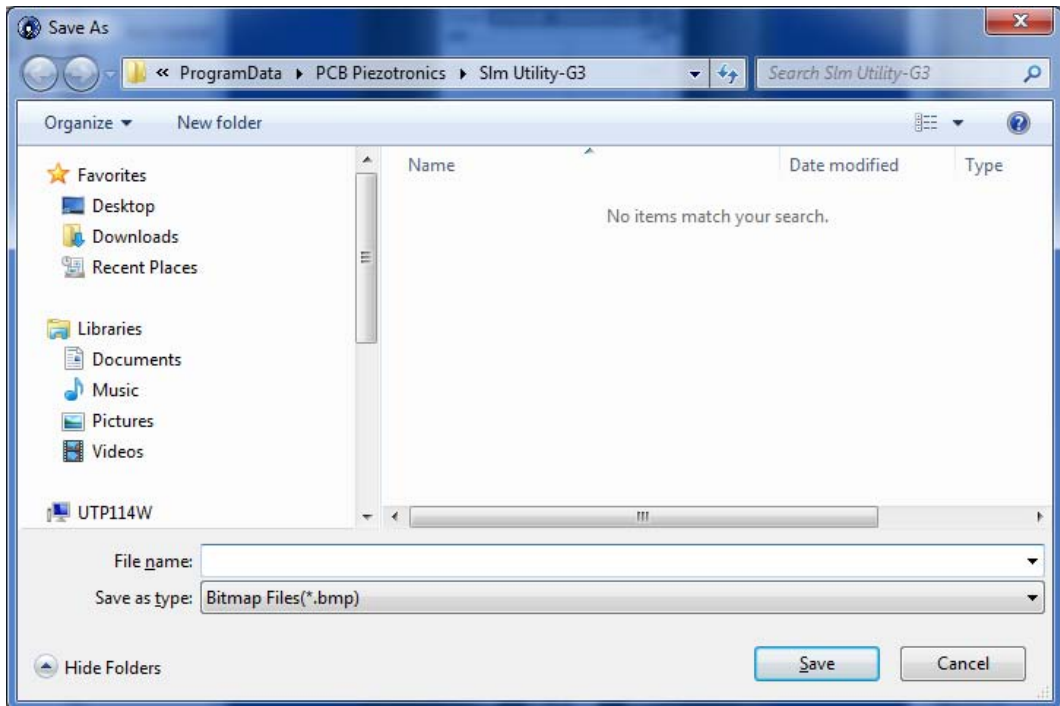 Save As
« ProgramData ▸ PCB Piezotronics ▸ Slm Utility-G3
Search Slm Utility-G3
Organize New folder
Name Date modified Type
No items match your search.
Favorites
Desktop
Downloads
Recent Places
Libraries
Documents
Music
Pictures
Videos
UTP114W
File name:
Save as type: Bitmap Files(*.bmp)
Hide Folders Save Cancel